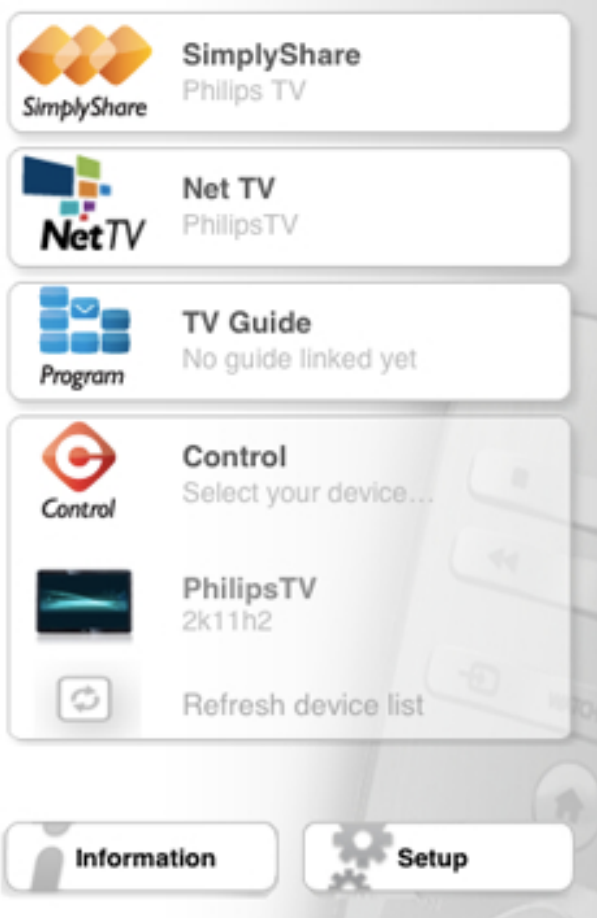 SimplyShare
SimplyShare
Philips TV
NetTV
Net TV
PhilipsTV
Program
TV Guide
No guide linked yet
Control
Control
Select your device...
PhilipsTV
2k11h2
Refresh device list
Information
Setup